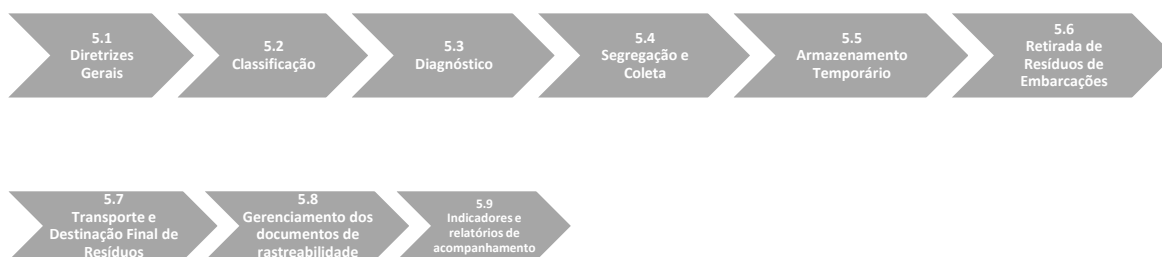 5.1
Diretrizes
Gerais
5.2
Classificação
5.3
Diagnóstico
5.4
Segregação e
Coleta
5.5
Armazenamento
Temporário
5.6
Retirada de
Resíduos de
Embarcações
5.7
Transporte e
Destinação Final de
Resíduos
5.8
Gerenciamento dos
documentos de
rastreabilidade
5.9
Indicadores e
relatórios de
acompanhamento